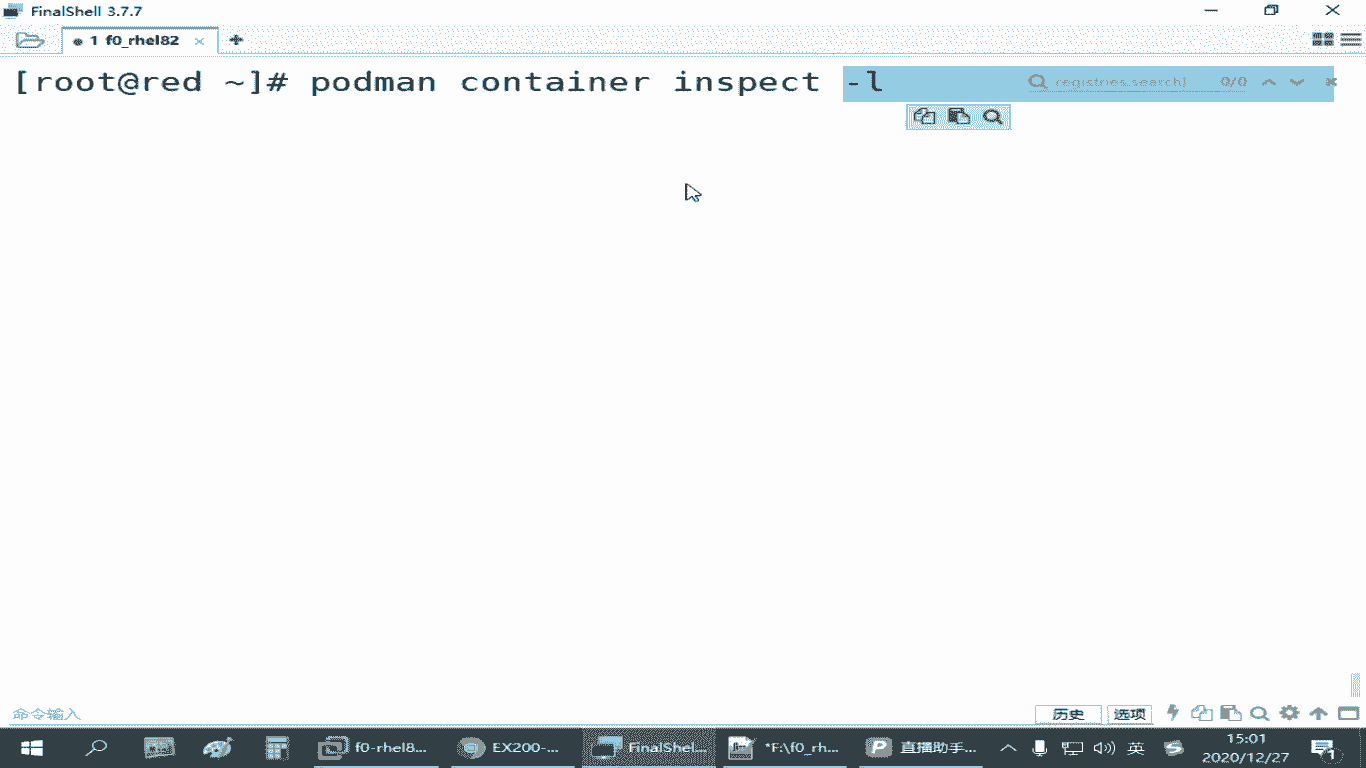 FinalShell 3.7.7
1 f0_rhel82
[root@red ~]# podman container inspect -l
registries.search] 0/0
命令输入
历史 选项
f0-rhel8... EX200-... FinalShel... *F:\f0_rh... 直播助手... 英 15:01
2020/12/27
1